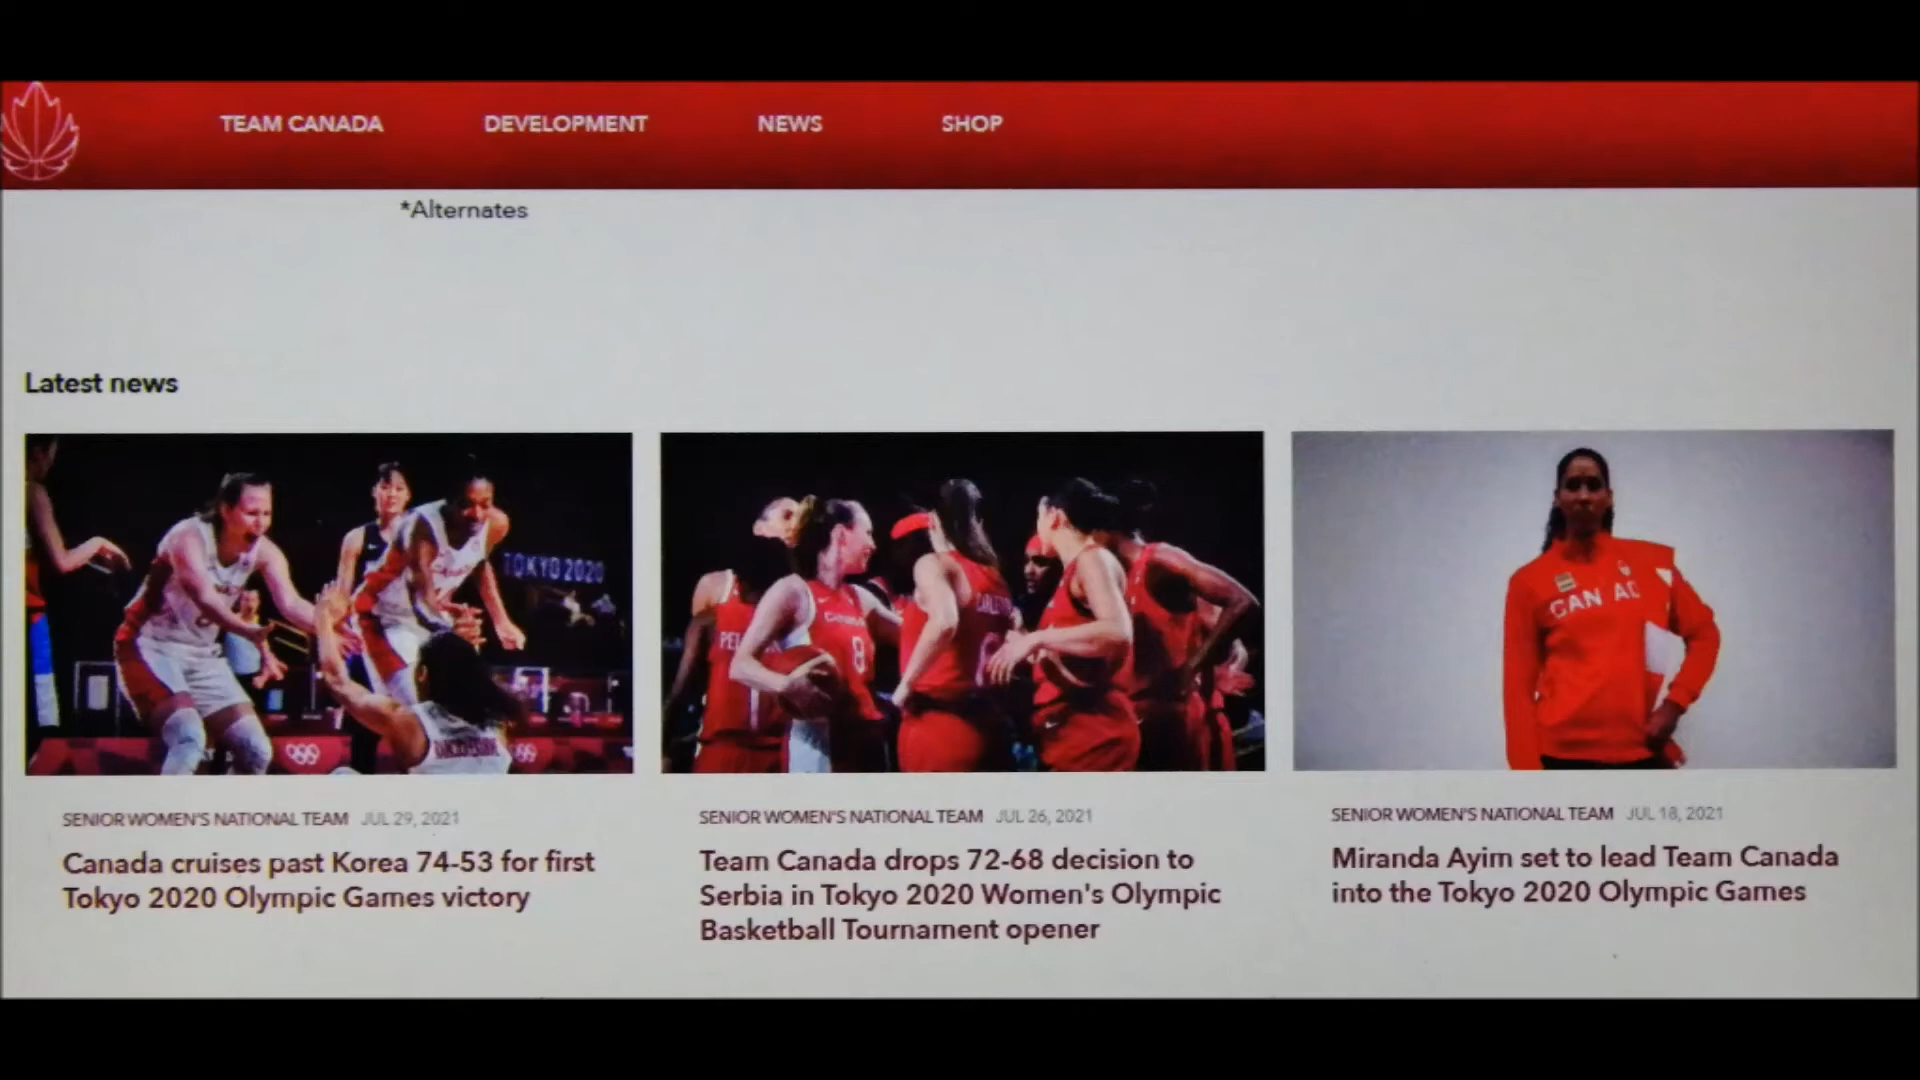 TEAM CANADA DEVELOPMENT NEWS SHOP
*Alternates
Latest news
TOKYO 2020
CANAD
8
SENIOR WOMEN'S NATIONAL TEAM JUL 29, 2021
Canada cruises past Korea 74-53 for first
Tokyo 2020 Olympic Games victory
SENIOR WOMEN'S NATIONAL TEAM JUL 26, 2021
Team Canada drops 72-68 decision to
Serbia in Tokyo 2020 Women's Olympic
Basketball Tournament opener
SENIOR WOMEN'S NATIONAL TEAM JUL 18, 2021
Miranda Ayim set to lead Team Canada
into the Tokyo 2020 Olympic Games